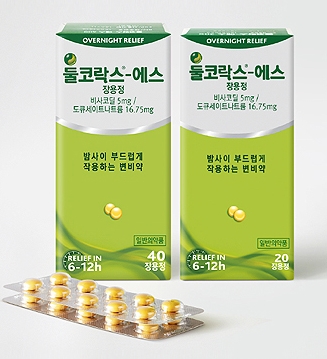 OVERNIGHT RELIEF
둘코락스®-에스
장용정
비사코딜 5mg /
도큐세이트나트륨 16.75mg
밤사이 부드럽게
작용하는 변비약
일반의약품
RELIEF IN
6-12h
40
장용정
OVERNIGHT RELIEF
둘코락스®-에스
장용정
비사코딜 5mg /
도큐세이트나트륨 16.75mg
밤사이 부드럽게
작용하는 변비약
일반의약품
RELIEF IN
6-12h
20
장용정